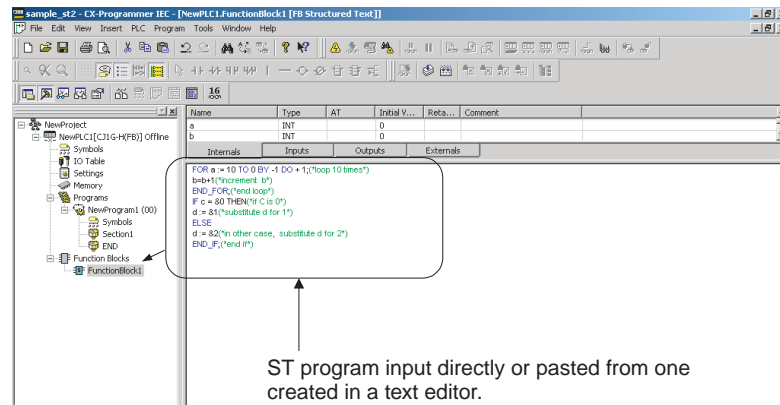 sample_st2 - CX-Programmer IEC - [NewPLC1.FunctionBlock1 [FB Structured Text]]
File Edit View Insert PLC Program Tools Window Help
16
Name Type AT Initial V... Reta... Comment
a INT 0
b INT 0
Internals Inputs Outputs Externals
NewProject
NewPLC1[CJ1G-H(FB)] Offline
Symbols
IO Table
Settings
Memory
Programs
NewProgram1 (00)
Symbols
Section1
END
Function Blocks
FunctionBlock1
FOR a := 10 TO 0 BY -1 DO + 1;(*loop 10 times*)
b=b+1(*increment b*)
END_FOR;(*end loop*)
IF c = &0 THEN(*if C is 0*)
d := &1(*substitute d for 1*)
ELSE
d := &2(*in other case, substitute d for 2*)
END_IF;(*end if*)
ST program input directly or pasted from one
created in a text editor.